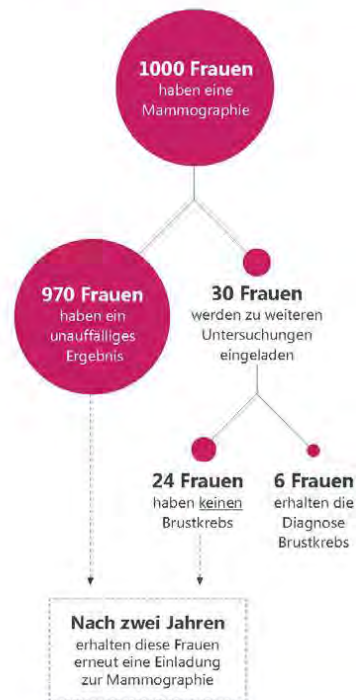 1000 Frauen
haben eine
Mammographie
970 Frauen
haben ein
unauffälliges
Ergebnis
30 Frauen
werden zu weiteren
Untersuchungen
eingeladen
24 Frauen
haben keinen
Brustkrebs
6 Frauen
erhalten die
Diagnose
Brustkrebs
Nach zwei Jahren
erhalten diese Frauen
erneut eine Einladung
zur Mammographie